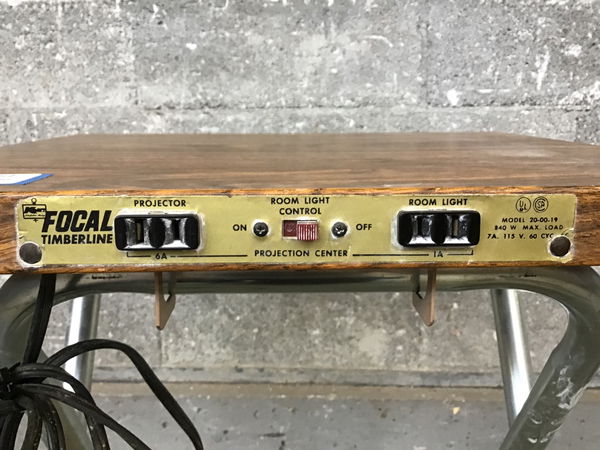 FOCAL
TIMBERLINE
PROJECTOR
6A
ROOM LIGHT
CONTROL
ON
OFF
PROJECTION CENTER
ROOM LIGHT
1A
UL
MODEL 20-00-19
840 W MAX. LOAD
7A. 115 V. 60 CYC